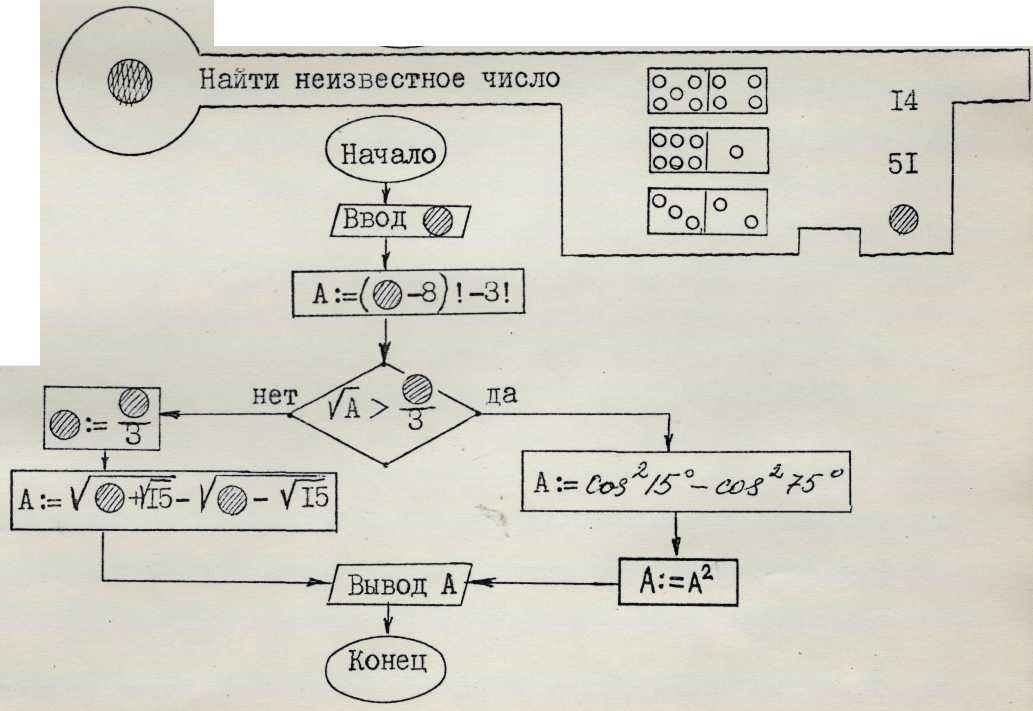 Найти неизвестное число
I4
5I
Начало
Ввод
A:=( -8)!-3!
нет
√A > /3
да
:= /3
A:=√( +√I5)-√( - √I5)
A:=cos²15°-cos²75°
A:=A²
Вывод A
Конец